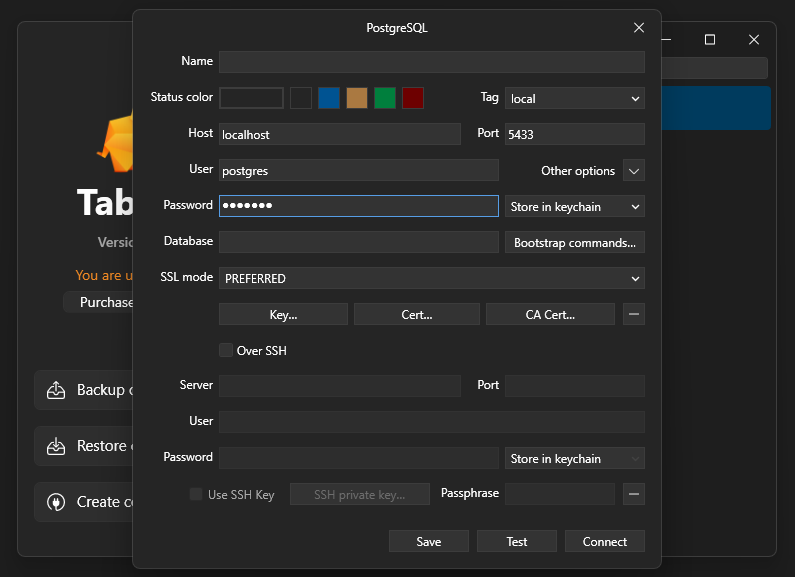 PostgreSQL
Name
Status color
Tag local
Host localhost Port 5433
User postgres Other options
Password ●●●●●●● Store in keychain
Database Bootstrap commands...
SSL mode PREFERRED
Key... Cert... CA Cert...
Over SSH
Server Port
User
Password Store in keychain
Use SSH Key SSH private key... Passphrase
Save Test Connect
Tab
Versio
You are u
Purchase
Backup
Restore
Create